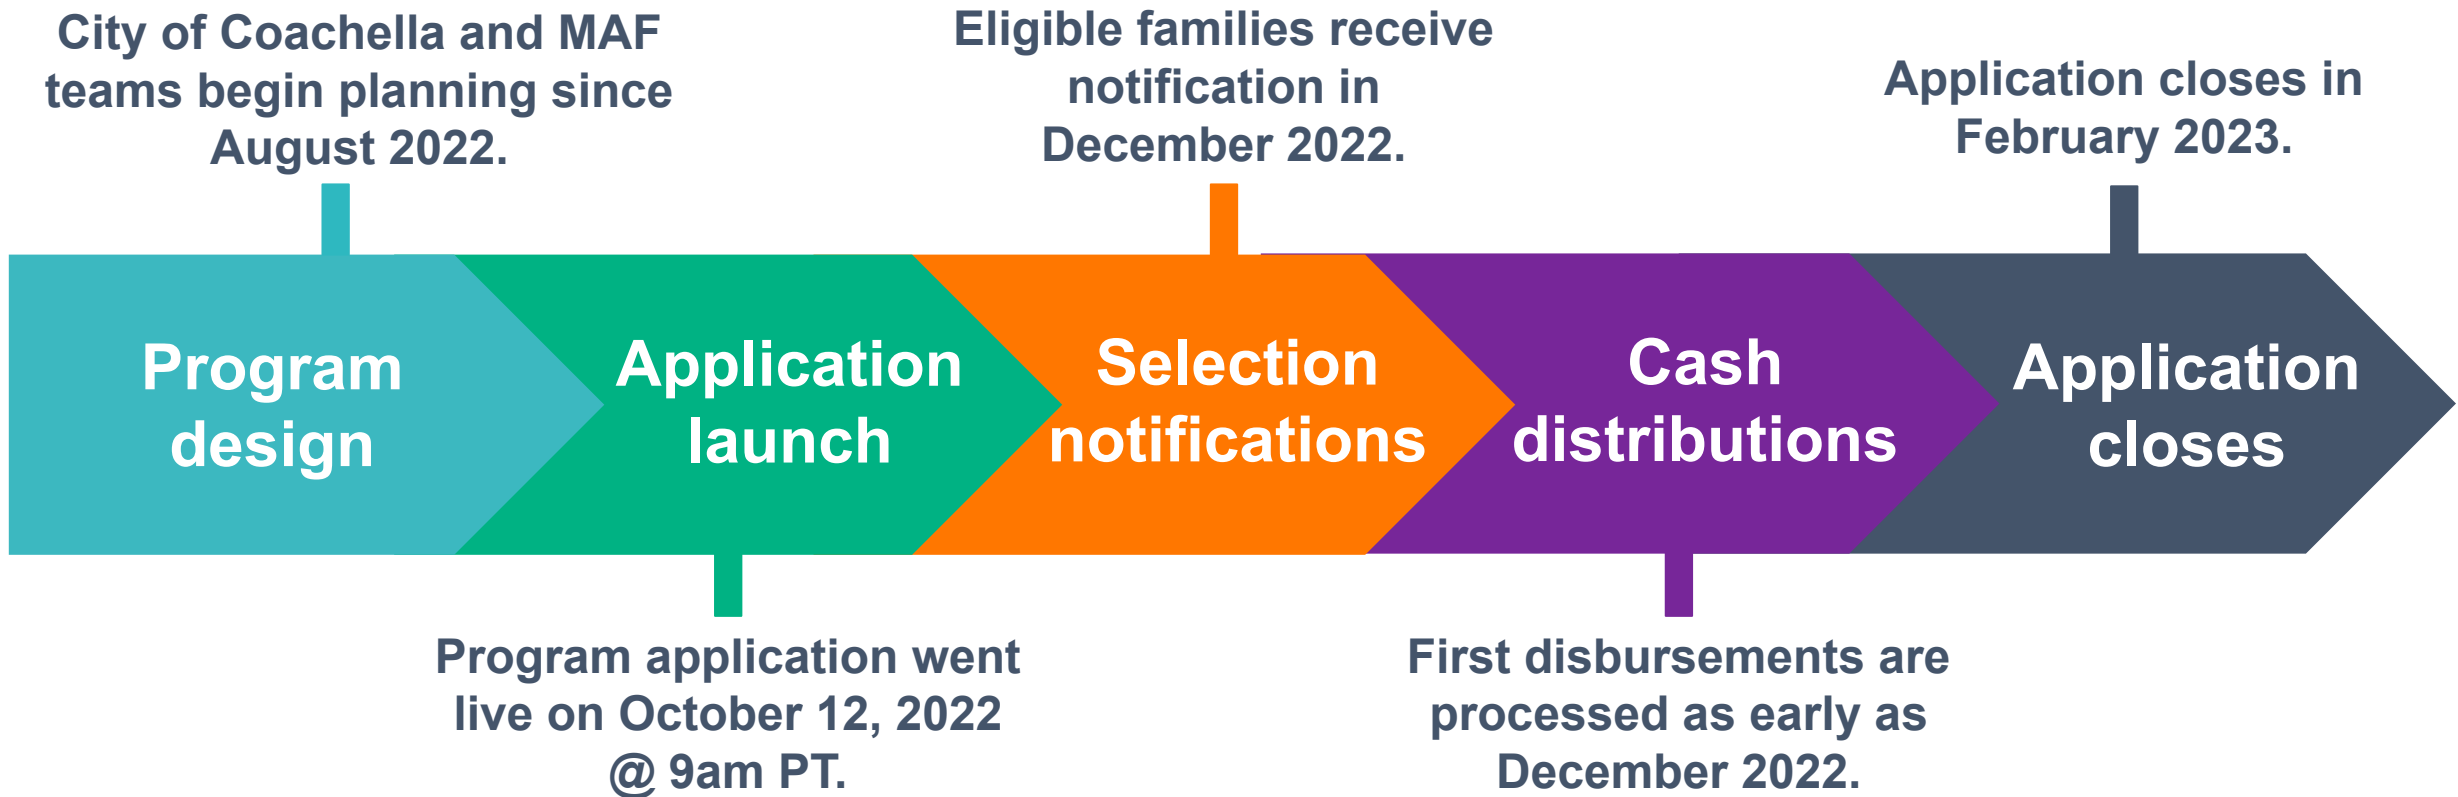 City of Coachella and MAF
teams begin planning since
August 2022.
Eligible families receive
notification in
December 2022.
Application closes in
February 2023.
Program
design
Application
launch
Selection
notifications
Cash
distributions
Application
closes
Program application went
live on October 12, 2022
@ 9am PT.
First disbursements are
processed as early as
December 2022.